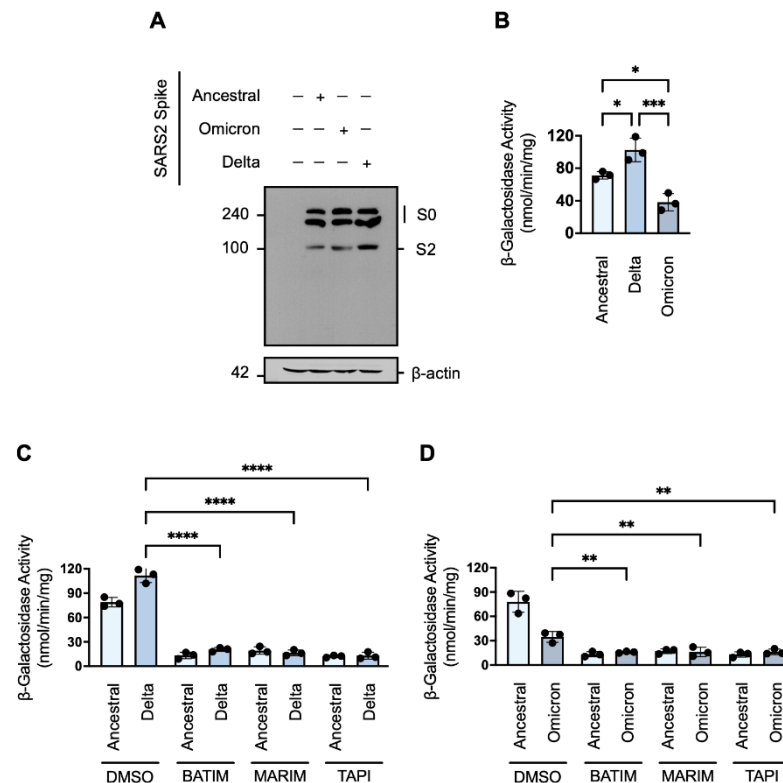 A
SARS2 Spike
Ancestral − + − −
Omicron − − + −
Delta − − − +
240
100
S0
S2
42
β-actin
B
* 
* ***
β-Galactosidase Activity
(nmol/min/mg)
120
80
40
0
Ancestral
Delta
Omicron
C
****
****
****
β-Galactosidase Activity
(nmol/min/mg)
120
90
60
30
0
Ancestral
Delta
Ancestral
Delta
Ancestral
Delta
Ancestral
Delta
DMSO BATIM MARIM TAPI
D
**
**
**
β-Galactosidase Activity
(nmol/min/mg)
120
90
60
30
0
Ancestral
Omicron
Ancestral
Omicron
Ancestral
Omicron
Ancestral
Omicron
DMSO BATIM MARIM TAPI